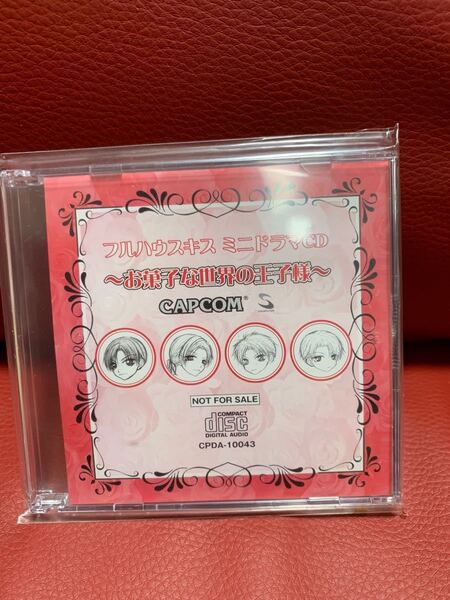 フルハウスキス ミニドラマCD
～お菓子な世界の王子様～
CAPCOM®
NOT FOR SALE
COMPACT
disc
DIGITAL AUDIO
CPDA-10043